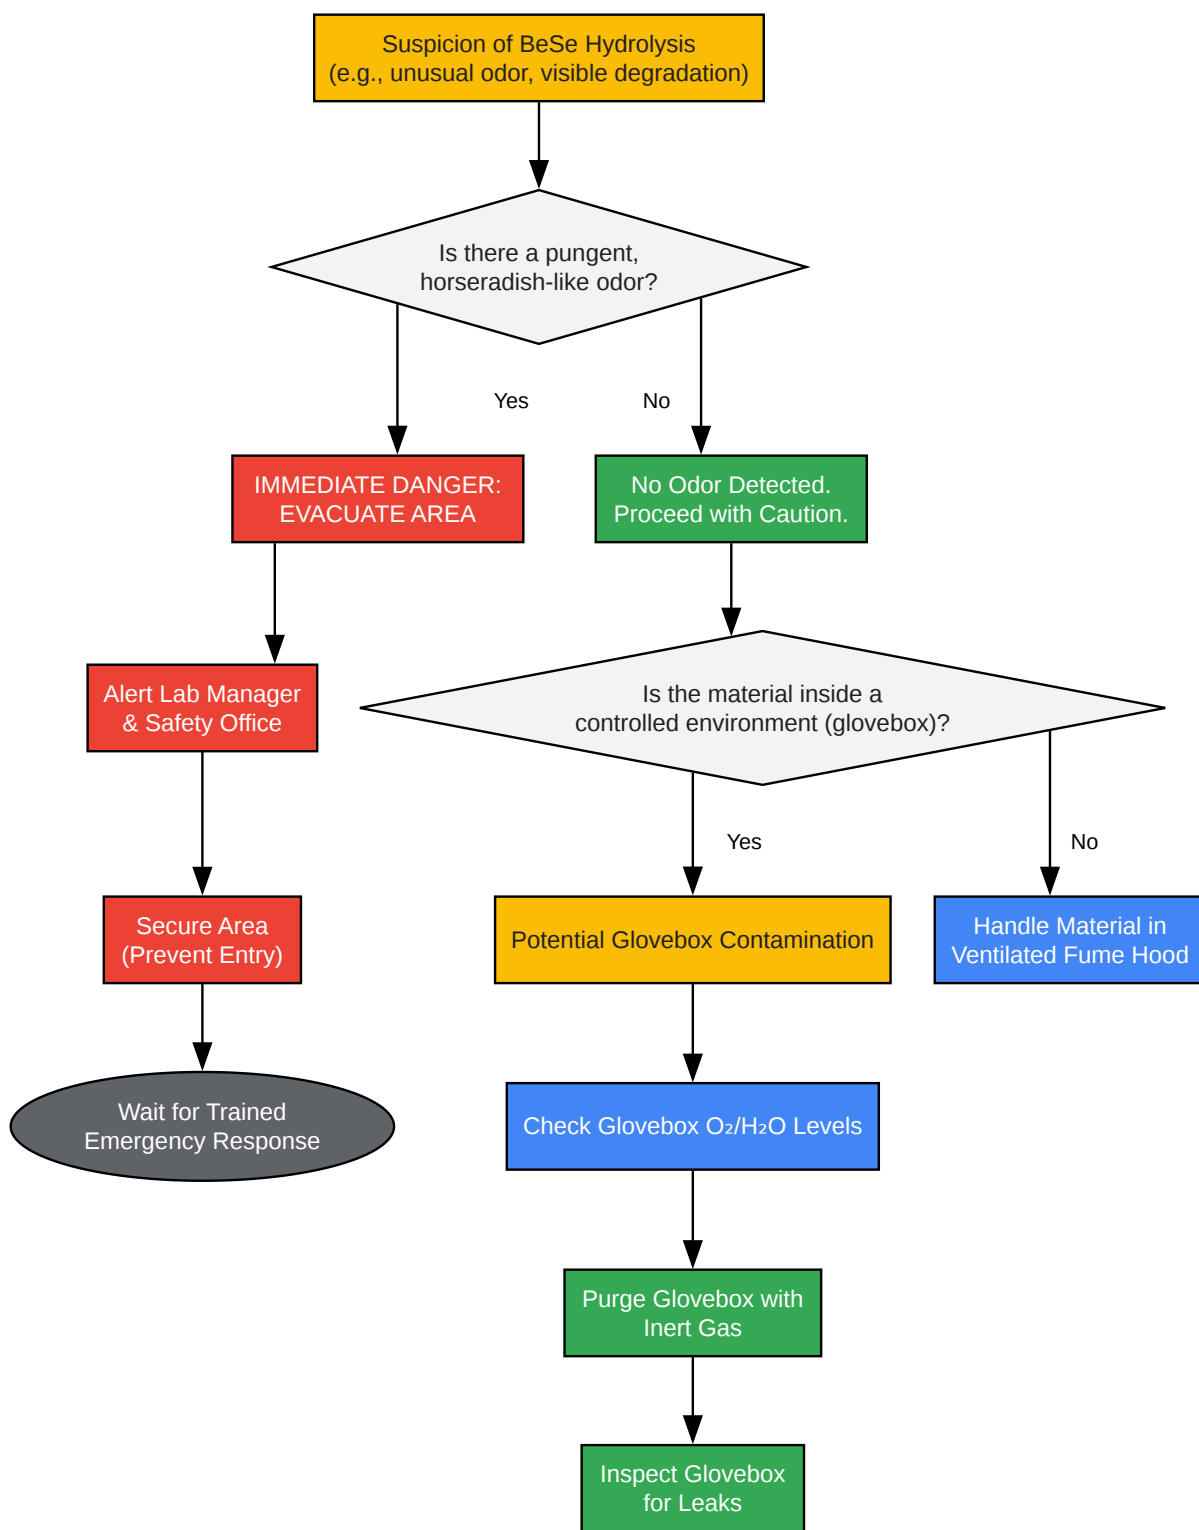 Suspicion of BeSe Hydrolysis
(e.g., unusual odor, visible degradation)
Is there a pungent,
horseradish-like odor?
Yes
No
IMMEDIATE DANGER:
EVACUATE AREA
No Odor Detected.
Proceed with Caution.
Alert Lab Manager
& Safety Office
Is the material inside a
controlled environment (glovebox)?
Yes
No
Secure Area
(Prevent Entry)
Potential Glovebox Contamination
Handle Material in
Ventilated Fume Hood
Wait for Trained
Emergency Response
Check Glovebox O₂/H₂O Levels
Purge Glovebox with
Inert Gas
Inspect Glovebox
for Leaks